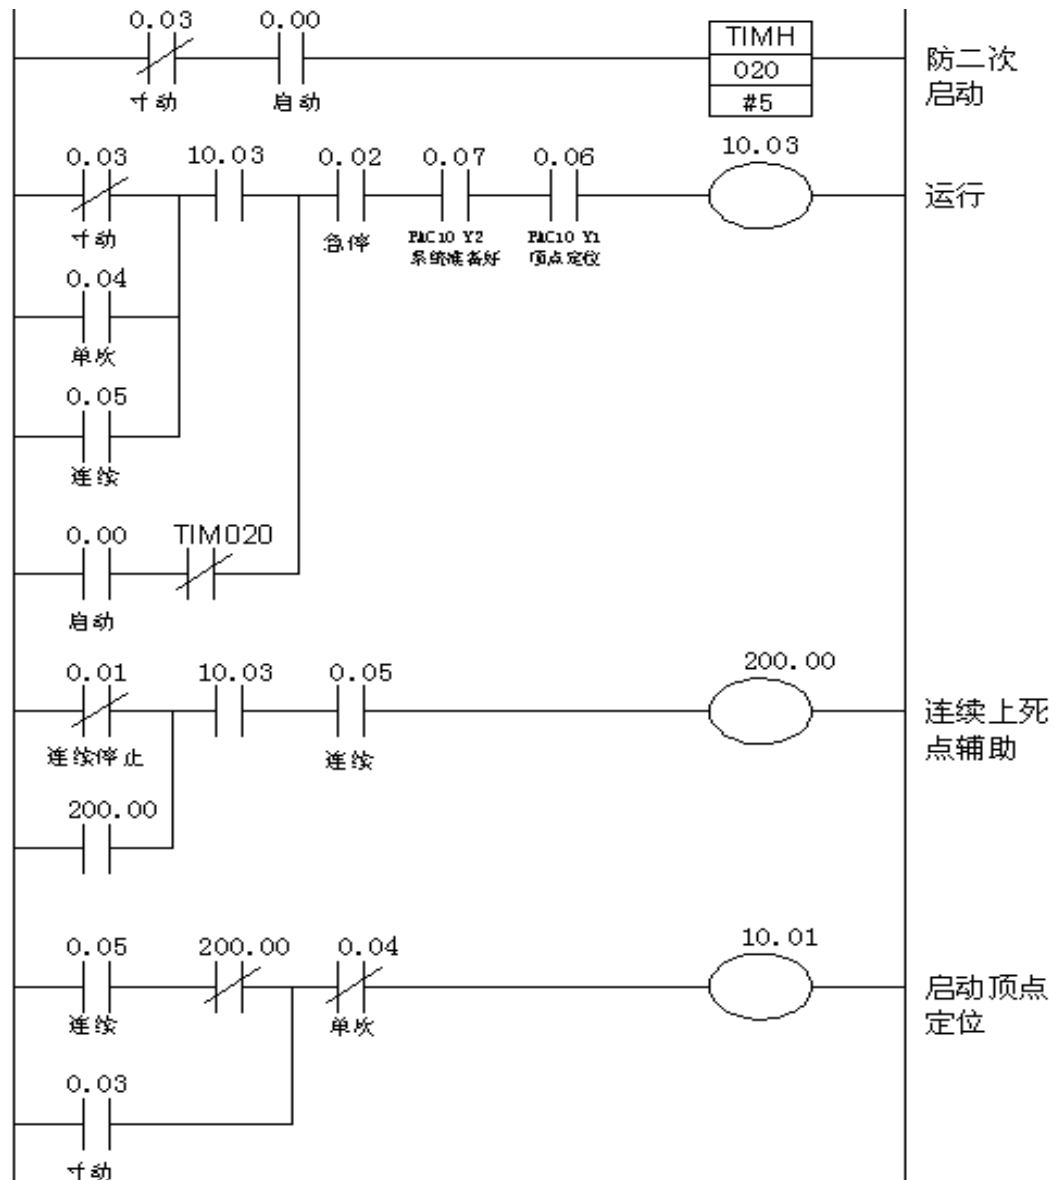 0.03 0.00
TIMH
020
#5
寸动 启动
防二次
启动
0.03 10.03 0.02 0.07 0.06 10.03
运行
寸动 急停 PAC10 Y2 PAC10 Y1
系统准备好 顶点定位
0.04
单次
0.05
连续
0.00 TIM020
启动
0.01 10.03 0.05 200.00
连续停止 连续
连续上死
点辅助
200.00
0.05 200.00 0.04 10.01
连续 单次
启动顶点
定位
0.03
寸动